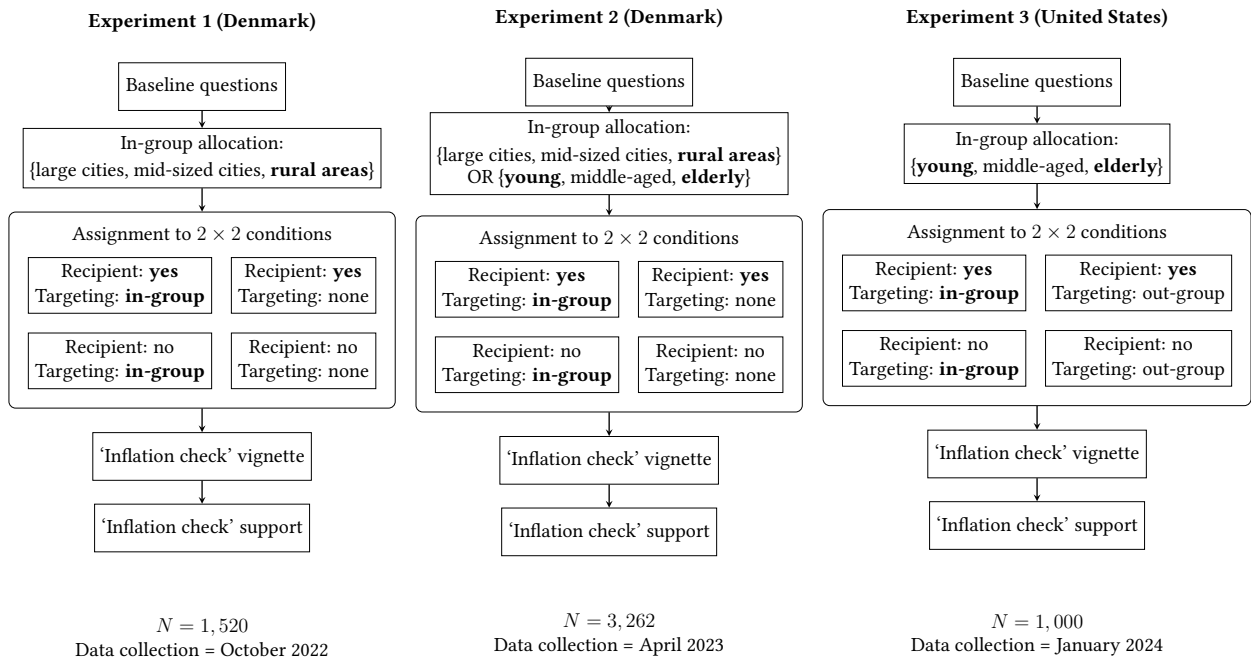 Experiment 1 (Denmark)
Baseline questions
In-group allocation:
{large cities, mid-sized cities, rural areas}
Assignment to 2 × 2 conditions
Recipient: yes
Targeting: in-group
Recipient: yes
Targeting: none
Recipient: no
Targeting: in-group
Recipient: no
Targeting: none
‘Inflation check’ vignette
‘Inflation check’ support
N = 1, 520
Data collection = October 2022
Experiment 2 (Denmark)
Baseline questions
In-group allocation:
{large cities, mid-sized cities, rural areas}
OR {young, middle-aged, elderly}
Assignment to 2 × 2 conditions
Recipient: yes
Targeting: in-group
Recipient: yes
Targeting: none
Recipient: no
Targeting: in-group
Recipient: no
Targeting: none
‘Inflation check’ vignette
‘Inflation check’ support
N = 3, 262
Data collection = April 2023
Experiment 3 (United States)
Baseline questions
In-group allocation:
{young, middle-aged, elderly}
Assignment to 2 × 2 conditions
Recipient: yes
Targeting: in-group
Recipient: yes
Targeting: out-group
Recipient: no
Targeting: in-group
Recipient: no
Targeting: out-group
‘Inflation check’ vignette
‘Inflation check’ support
N = 1, 000
Data collection = January 2024